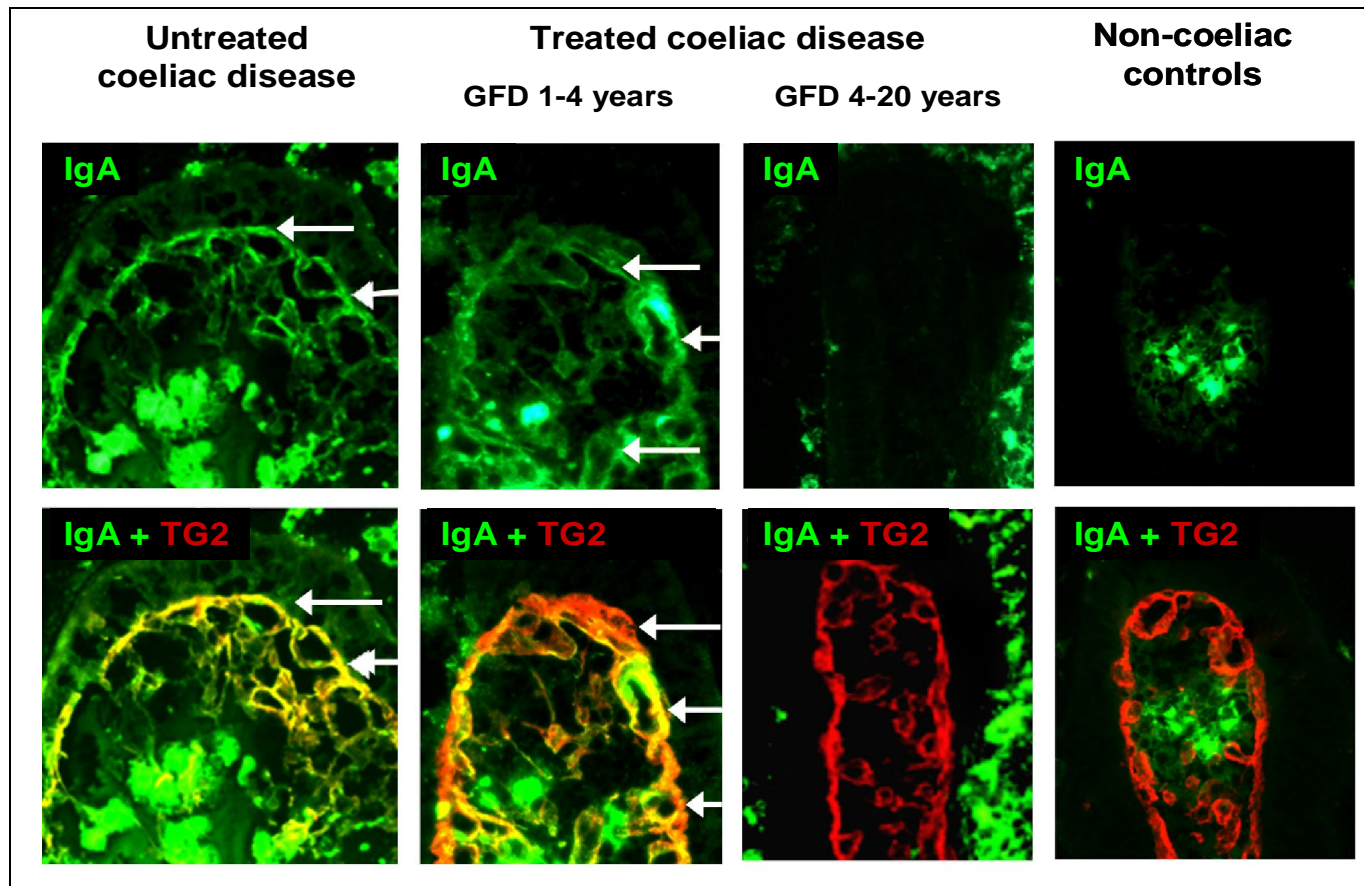 Untreated
coeliac disease
Treated coeliac disease
GFD 1-4 years
GFD 4-20 years
Non-coeliac
controls
IgA
IgA
IgA
IgA
IgA + TG2
IgA + TG2
IgA + TG2
IgA + TG2